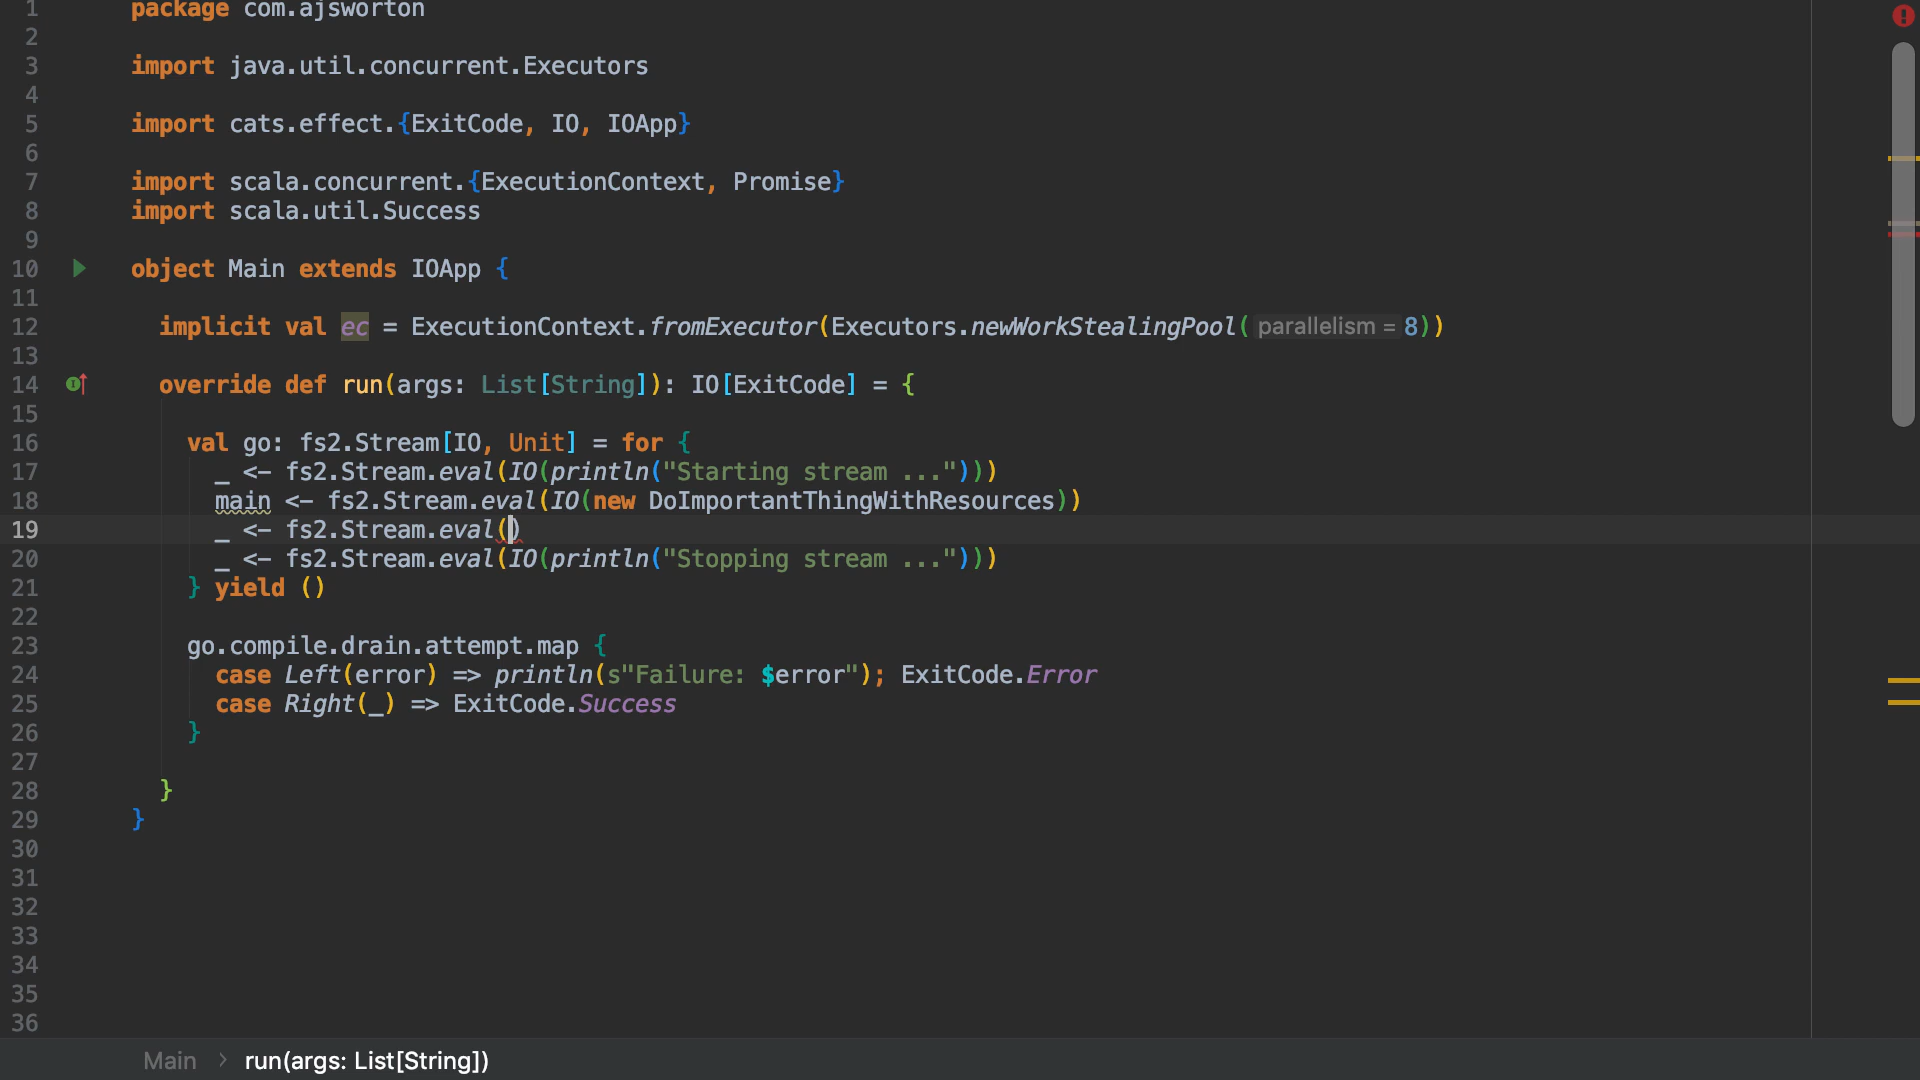 1 package com.ajsworton
2
3 import java.util.concurrent.Executors
4
5 import cats.effect.{ExitCode, IO, IOApp}
6
7 import scala.concurrent.{ExecutionContext, Promise}
8 import scala.util.Success
9
10 object Main extends IOApp {
11
12 implicit val ec = ExecutionContext.fromExecutor(Executors.newWorkStealingPool( parallelism = 8))
13
14 override def run(args: List[String]): IO[ExitCode] = {
15
16 val go: fs2.Stream[IO, Unit] = for {
17 _ <- fs2.Stream.eval(IO(println("Starting stream ...")))
18 main <- fs2.Stream.eval(IO(new DoImportantThingWithResources))
19 _ <- fs2.Stream.eval()
20 _ <- fs2.Stream.eval(IO(println("Stopping stream ...")))
21 } yield ()
22
23 go.compile.drain.attempt.map {
24 case Left(error) => println(s"Failure: $error"); ExitCode.Error
25 case Right(_) => ExitCode.Success
26 }
27
28 }
29 }
30
31
32
33
34
35
36
Main > run(args: List[String])